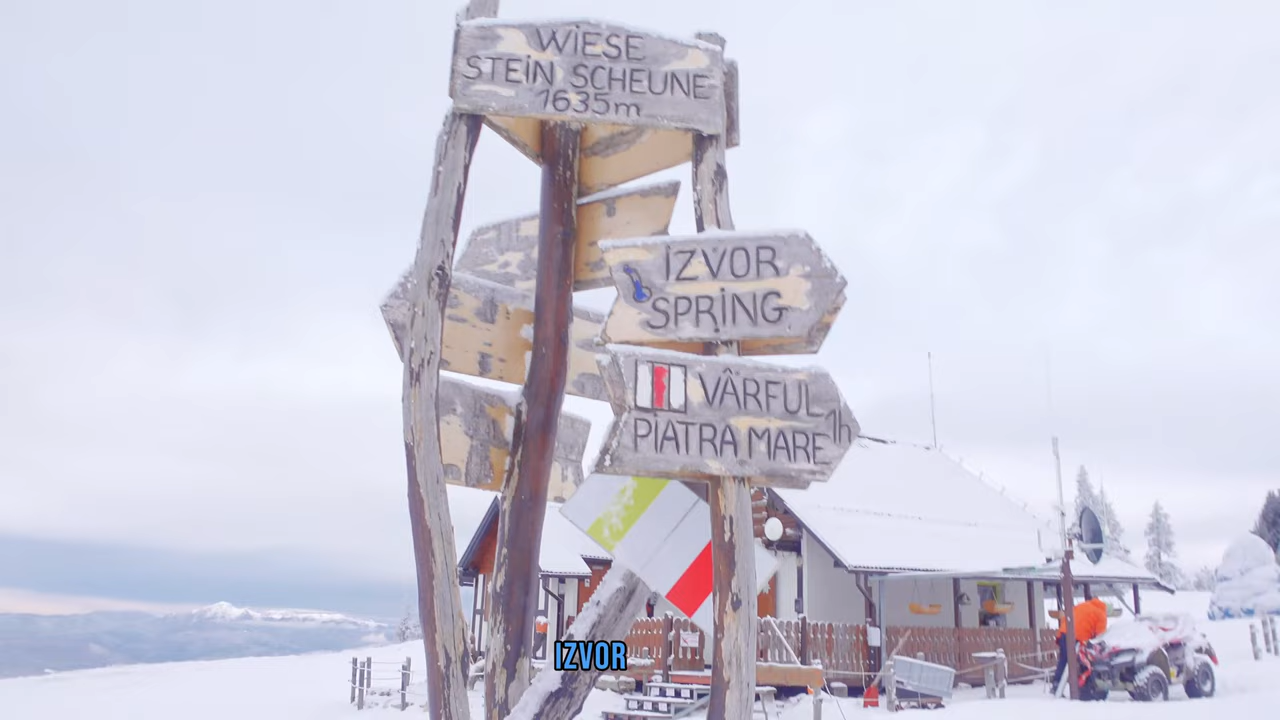 WiESE
STEiN SCHEUNE
1635m
iZVOR
SPRiNG
VÂRFUL
PiATRA MARE 1h
IZVOR